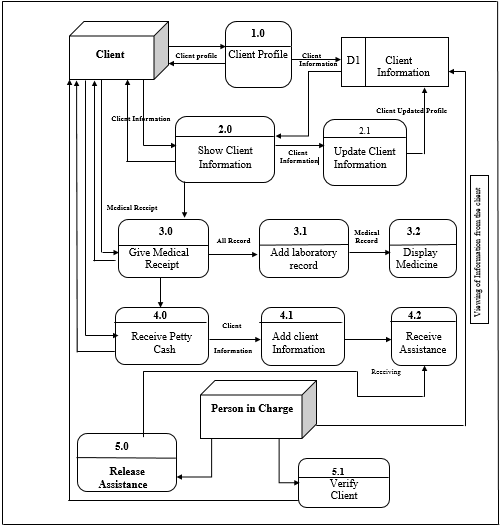 1.0
Client
Client profile
Client Profile
Client
Information
D1
Client
Information
Client Information
Client Updated Profile
2.0
Show Client
Information
Client
Information
2.1
Update Client
Information
Medical Receipt
3.0
Give Medical
Receipt
All Record
3.1
Add laboratory
record
Medical
Record
3.2
Display
Medicine
Viewing of Information from the client
4.0
Receive Petty
Cash
Client
Information
4.1
Add client
Information
4.2
Receive
Assistance
Receiving
Person in Charge
5.0
Release
Assistance
5.1
Verify
Client